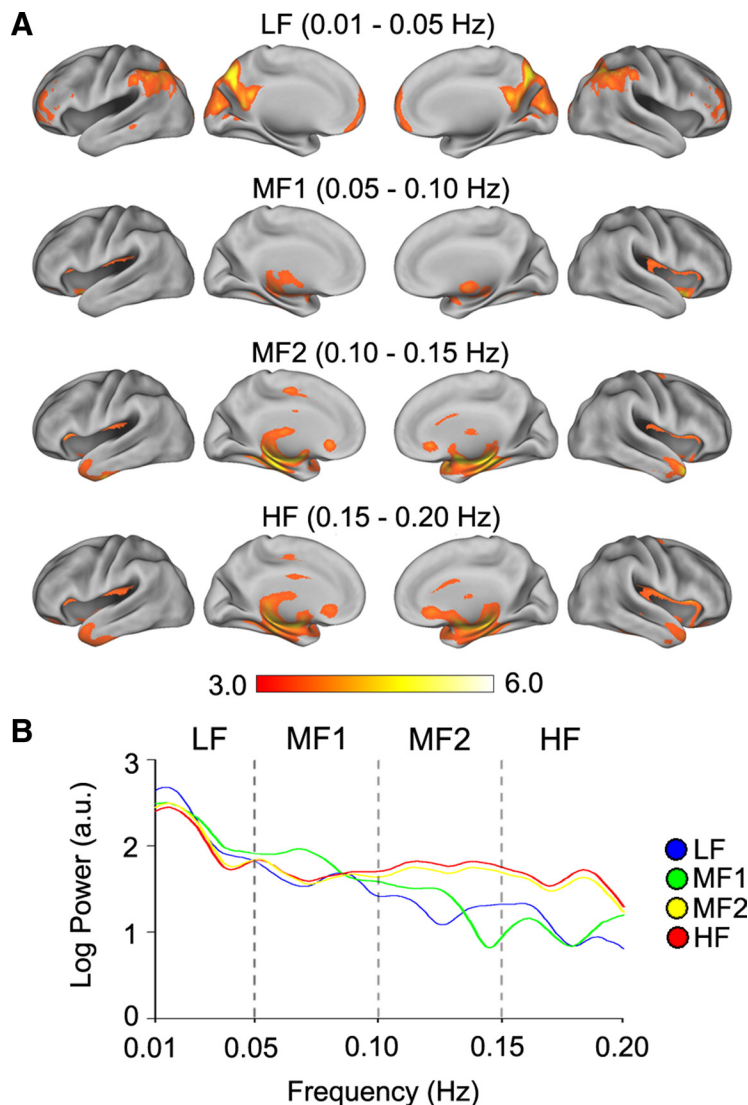 A
LF (0.01 - 0.05 Hz)
MF1 (0.05 - 0.10 Hz)
MF2 (0.10 - 0.15 Hz)
HF (0.15 - 0.20 Hz)
3.0 6.0
B
LF MF1 MF2 HF
3
2
1
0
Log Power (a.u.)
LF
MF1
MF2
HF
0.01 0.05 0.10 0.15 0.20
Frequency (Hz)